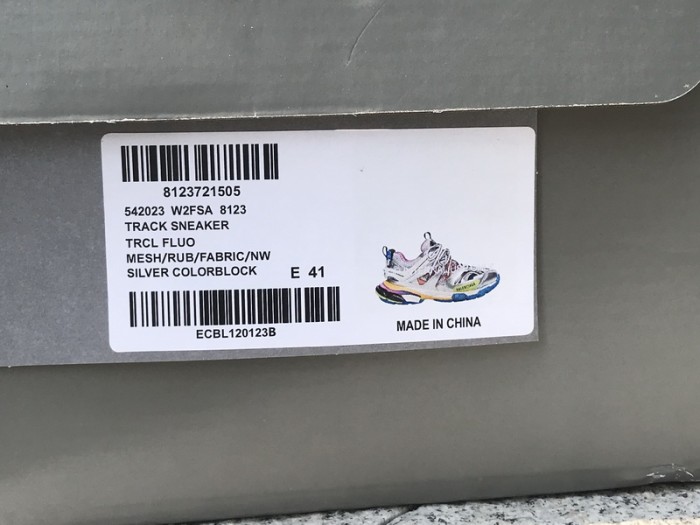 8123721505
542023 W2FSA 8123
TRACK SNEAKER
TRCL FLUO
MESH/RUB/FABRIC/NW
SILVER COLORBLOCK E 41
ECBL120123B
MADE IN CHINA